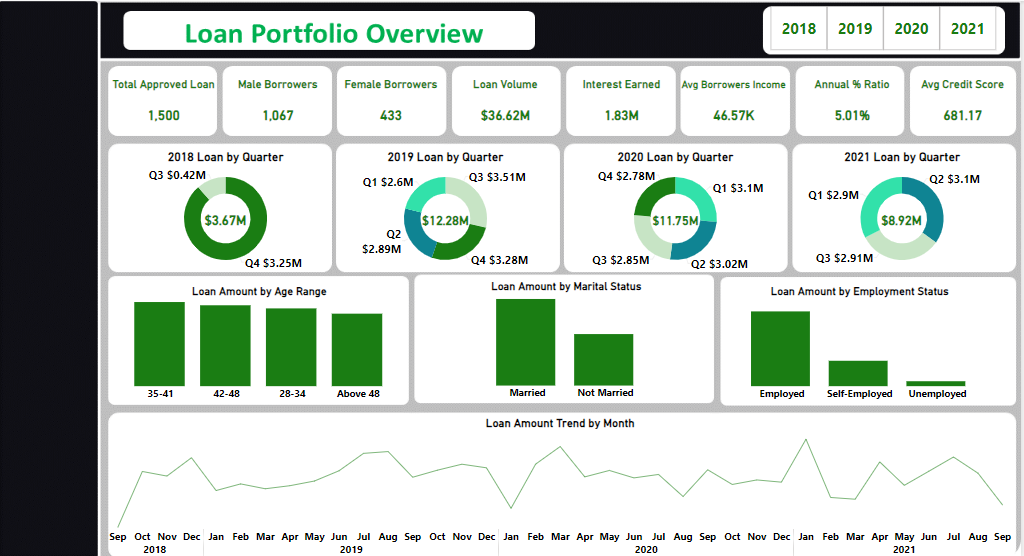 Loan Portfolio Overview
2018 2019 2020 2021
Total Approved Loan
1,500
Male Borrowers
1,067
Female Borrowers
433
Loan Volume
$36.62M
Interest Earned
1.83M
Avg Borrowers Income
46.57K
Annual % Ratio
5.01%
Avg Credit Score
681.17
2018 Loan by Quarter
Q3 $0.42M
$3.67M
Q4 $3.25M
2019 Loan by Quarter
Q1 $2.6M
Q3 $3.51M
$12.28M
Q2
$2.89M
Q4 $3.28M
2020 Loan by Quarter
Q4 $2.78M
Q1 $3.1M
$11.75M
Q3 $2.85M
Q2 $3.02M
2021 Loan by Quarter
Q2 $3.1M
Q1 $2.9M
$8.92M
Q3 $2.91M
Loan Amount by Age Range
35-41 42-48 28-34 Above 48
Loan Amount by Marital Status
Married Not Married
Loan Amount by Employment Status
Employed Self-Employed Unemployed
Loan Amount Trend by Month
Sep Oct Nov Dec Jan Feb Mar Apr May Jun Jul Aug Sep Oct Nov Dec Jan Feb Mar Apr May Jun Jul Aug Sep Oct Nov Dec Jan Feb Mar Apr May Jun Jul Aug Sep
2018 2019 2020 2021